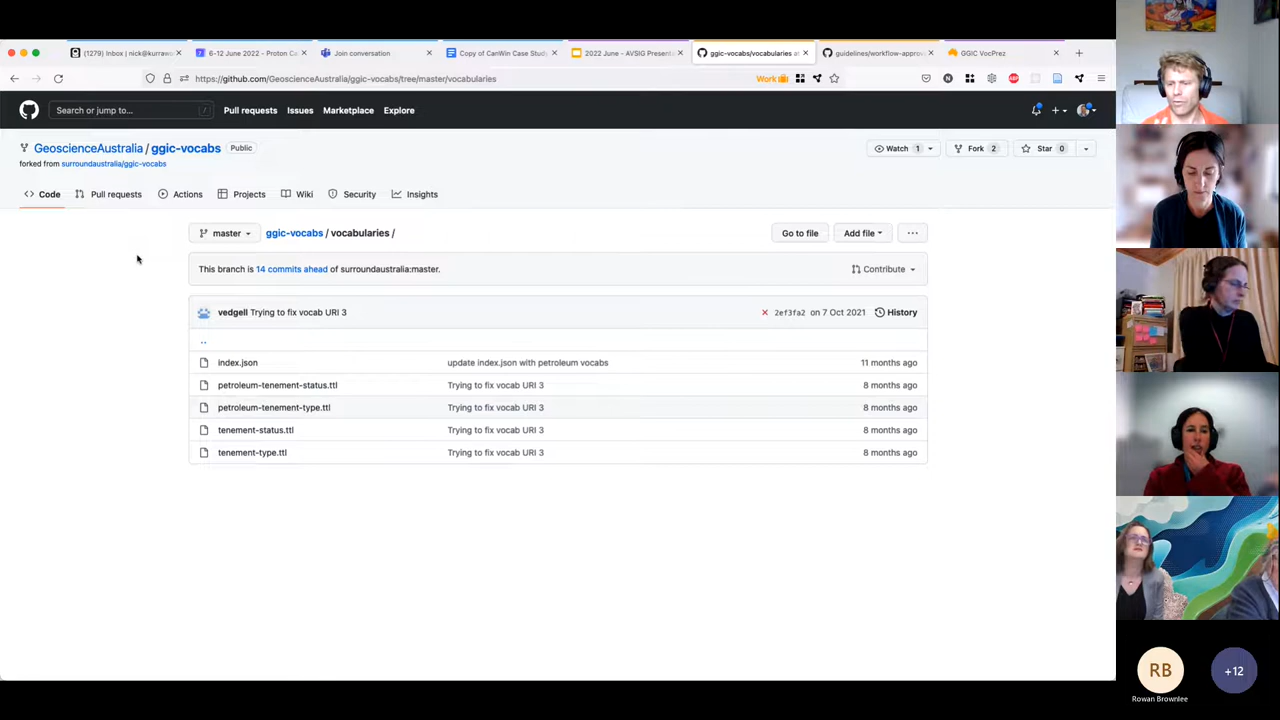 (1279) Inbox | nick@kurrawo
6-12 June 2022 - Proton Ca
Join conversation
Copy of CanWin Case Stud
2022 June - AVSIG Present
ggic-vocabs/vocabularies a
guidelines/workflow-approv
GGIC VocPrez
https://github.com/GeoscienceAustralia/ggic-vocabs/tree/master/vocabularies
Work
Search or jump to...
/
Pull requests
Issues
Marketplace
Explore
GeoscienceAustralia / ggic-vocabs
Public
Watch 1
Fork 2
Star 0
forked from surroundaustralia/ggic-vocabs
Code
Pull requests
Actions
Projects
Wiki
Security
Insights
master
ggic-vocabs / vocabularies /
Go to file
Add file
...
This branch is 14 commits ahead of surroundaustralia:master.
Contribute
vedgell Trying to fix vocab URI 3
2ef3fa2 on 7 Oct 2021
History
..
index.json update index.json with petroleum vocabs 11 months ago
petroleum-tenement-status.ttl Trying to fix vocab URI 3 8 months ago
petroleum-tenement-type.ttl Trying to fix vocab URI 3 8 months ago
tenement-status.ttl Trying to fix vocab URI 3 8 months ago
tenement-type.ttl Trying to fix vocab URI 3 8 months ago
RB
+12
Rowan Brownlee